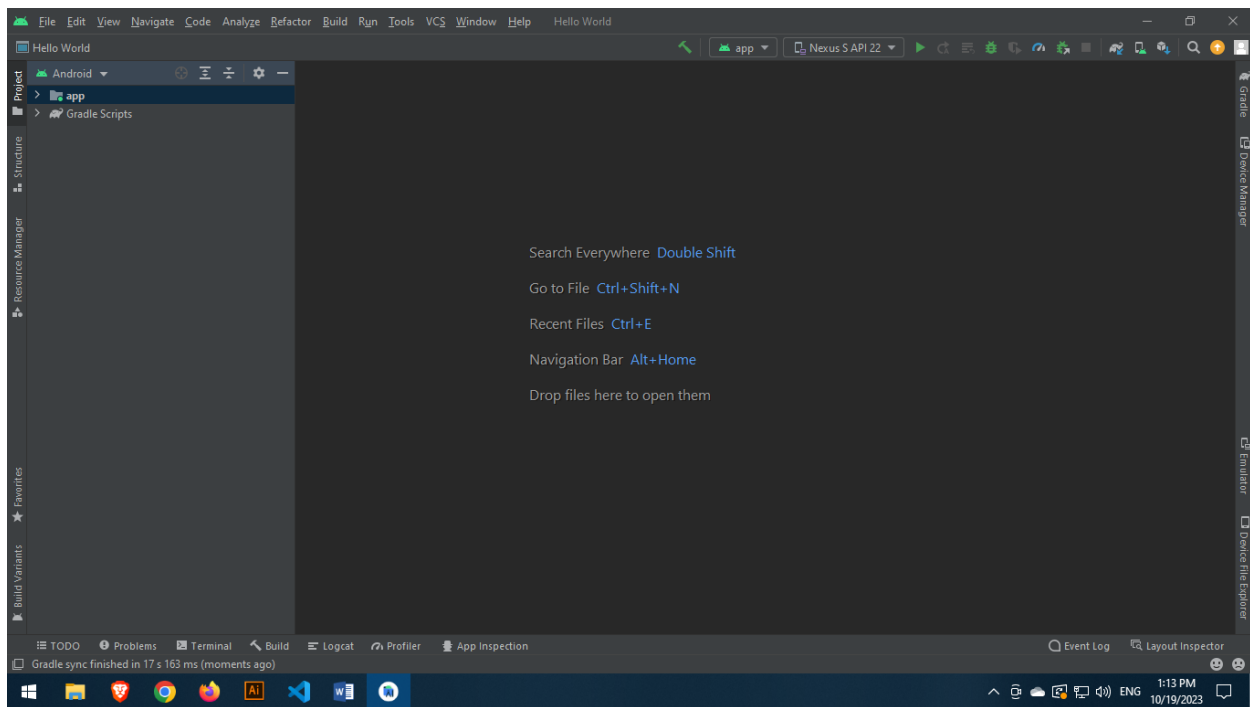 File Edit View Navigate Code Analyze Refactor Build Run Tools VCS Window Help Hello World
Hello World app Nexus S API 22
Android
app
Gradle Scripts
Project
Structure
Resource Manager
Favorites
Build Variants
Search Everywhere Double Shift
Go to File Ctrl+Shift+N
Recent Files Ctrl+E
Navigation Bar Alt+Home
Drop files here to open them
Gradle
Device Manager
Emulator
Device File Explorer
TODO Problems Terminal Build Logcat Profiler App Inspection Event Log Layout Inspector
Gradle sync finished in 17 s 163 ms (moments ago)
Ai W ENG 1:13 PM
10/19/2023